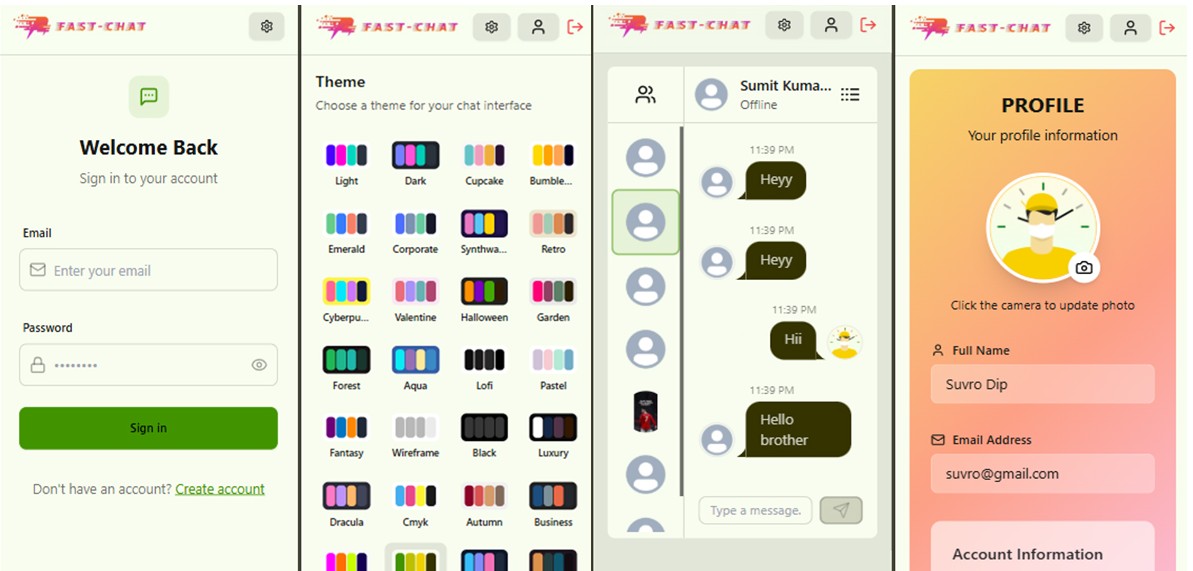 FAST-CHAT
Welcome Back
Sign in to your account
Email
Enter your email
Password
Sign in
Don't have an account? Create account
FAST-CHAT
Theme
Choose a theme for your chat interface
Light Dark Cupcake Bumble...
Emerald Corporate Synthwa... Retro
Cyberpu... Valentine Halloween Garden
Forest Aqua Lofi Pastel
Fantasy Wireframe Black Luxury
Dracula Cmyk Autumn Business
FAST-CHAT
Sumit Kuma...
Offline
11:39 PM
Heyy
11:39 PM
Heyy
11:39 PM
Hii
11:39 PM
Hello
brother
Type a message.
FAST-CHAT
PROFILE
Your profile information
Click the camera to update photo
Full Name
Suvro Dip
Email Address
suvro@gmail.com
Account Information